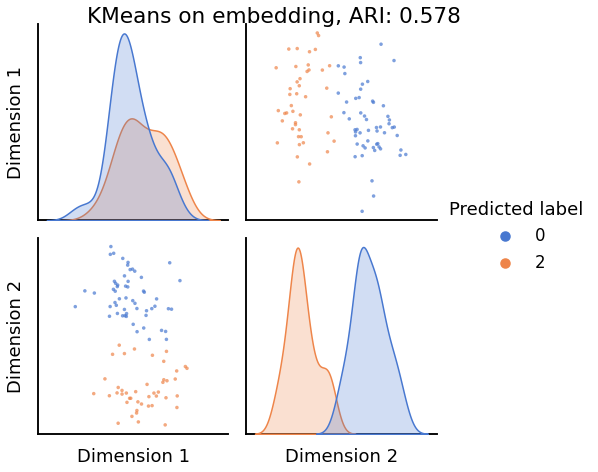 KMeans on embedding, ARI: 0.578
Dimension 1
Predicted label
0
2
Dimension 2
Dimension 1
Dimension 2